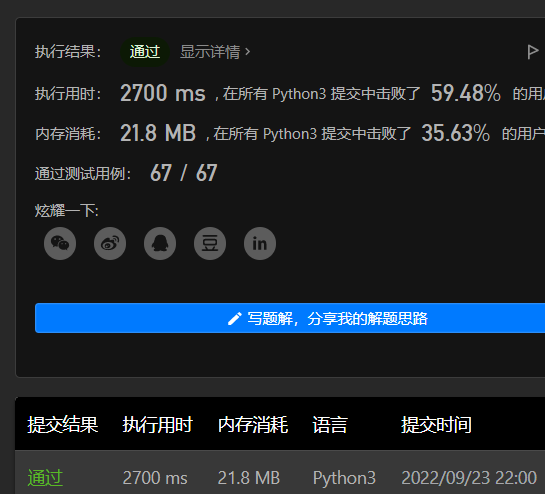 执行结果： 通过 显示详情 ›
执行用时： 2700 ms , 在所有 Python3 提交中击败了 59.48% 的用
内存消耗： 21.8 MB , 在所有 Python3 提交中击败了 35.63% 的用户
通过测试用例： 67 / 67
炫耀一下:
豆 in
写题解，分享我的解题思路
提交结果 执行用时 内存消耗 语言 提交时间
通过 2700 ms 21.8 MB Python3 2022/09/23 22:00